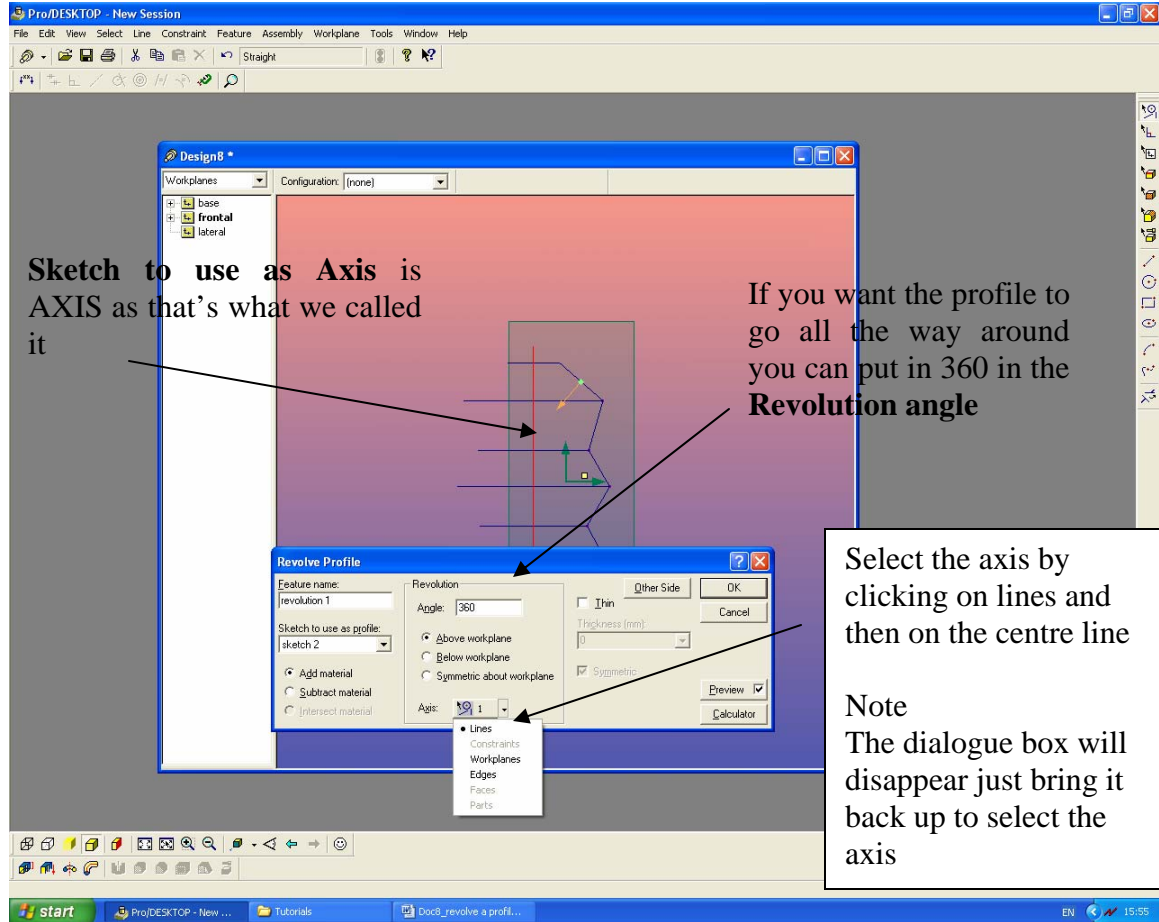 Pro/DESKTOP - New Session
File Edit View Select Line Constraint Feature Assembly Workplane Tools Window Help
Straight
Design8 *
Workplanes Configuration: (none)
base
frontal
lateral
Sketch to use as Axis is
AXIS as that's what we called
it
If you want the profile to
go all the way around
you can put in 360 in the
Revolution angle
Revolve Profile
Feature name:
revolution 1
Sketch to use as profile:
sketch 2
Add material
Subtract material
Intersect material
Revolution
Angle: 360
Above workplane
Below workplane
Symmetric about workplane
Axis: 1
Lines
Constraints
Workplanes
Edges
Faces
Parts
Other Side
Thin
Thickness (mm):
0
Symmetric
OK
Cancel
Preview
Calculator
Select the axis by
clicking on lines and
then on the centre line
Note
The dialogue box will
disappear just bring it
back up to select the
axis
start Pro/DESKTOP - New ... Tutorials Doc8_revolve a profil... EN 15:55